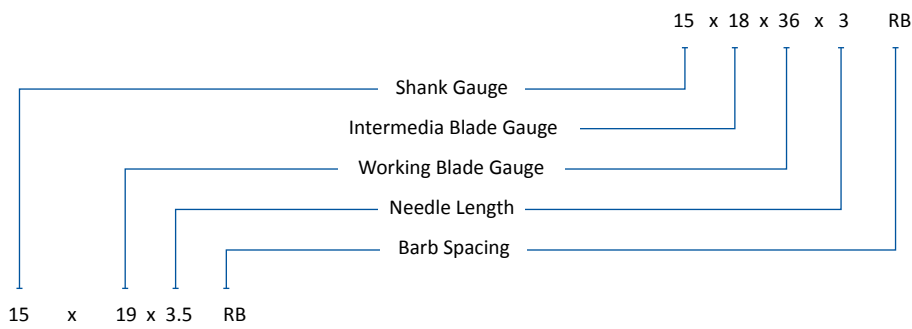 15 x 18 x 36 x 3 RB
Shank Gauge
Intermedia Blade Gauge
Working Blade Gauge
Needle Length
Barb Spacing
15 x 19 x 3.5 RB